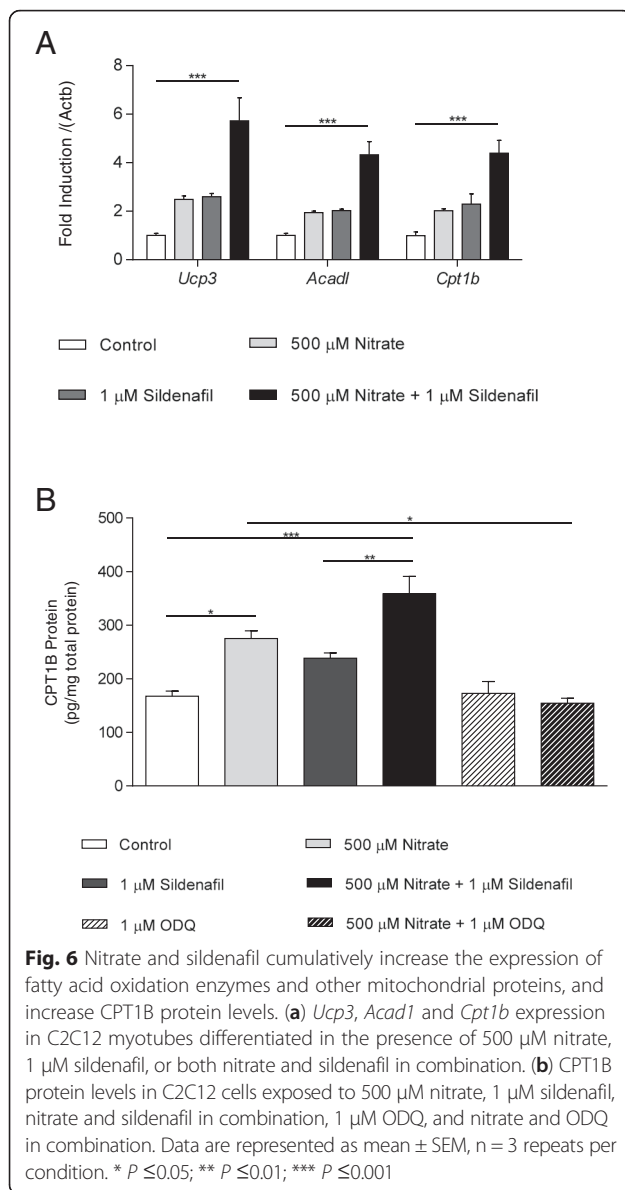 A
Fold Induction /(Actb)
8
6
4
2
0
***
***
***
Ucp3
Acadl
Cpt1b
Control
500 µM Nitrate
1 µM Sildenafil
500 µM Nitrate + 1 µM Sildenafil
B
CPT1B Protein
(pg/mg total protein)
500
400
300
200
100
0
*
***
**
*
Control
500 µM Nitrate
1 µM Sildenafil
500 µM Nitrate + 1 µM Sildenafil
1 µM ODQ
500 µM Nitrate + 1 µM ODQ
Fig. 6 Nitrate and sildenafil cumulatively increase the expression of
fatty acid oxidation enzymes and other mitochondrial proteins, and
increase CPT1B protein levels. (a) Ucp3, Acad1 and Cpt1b expression
in C2C12 myotubes differentiated in the presence of 500 µM nitrate,
1 µM sildenafil, or both nitrate and sildenafil in combination. (b) CPT1B
protein levels in C2C12 cells exposed to 500 µM nitrate, 1 µM sildenafil,
nitrate and sildenafil in combination, 1 µM ODQ, and nitrate and ODQ
in combination. Data are represented as mean ± SEM, n = 3 repeats per
condition. * P ≤0.05; ** P ≤0.01; *** P ≤0.001